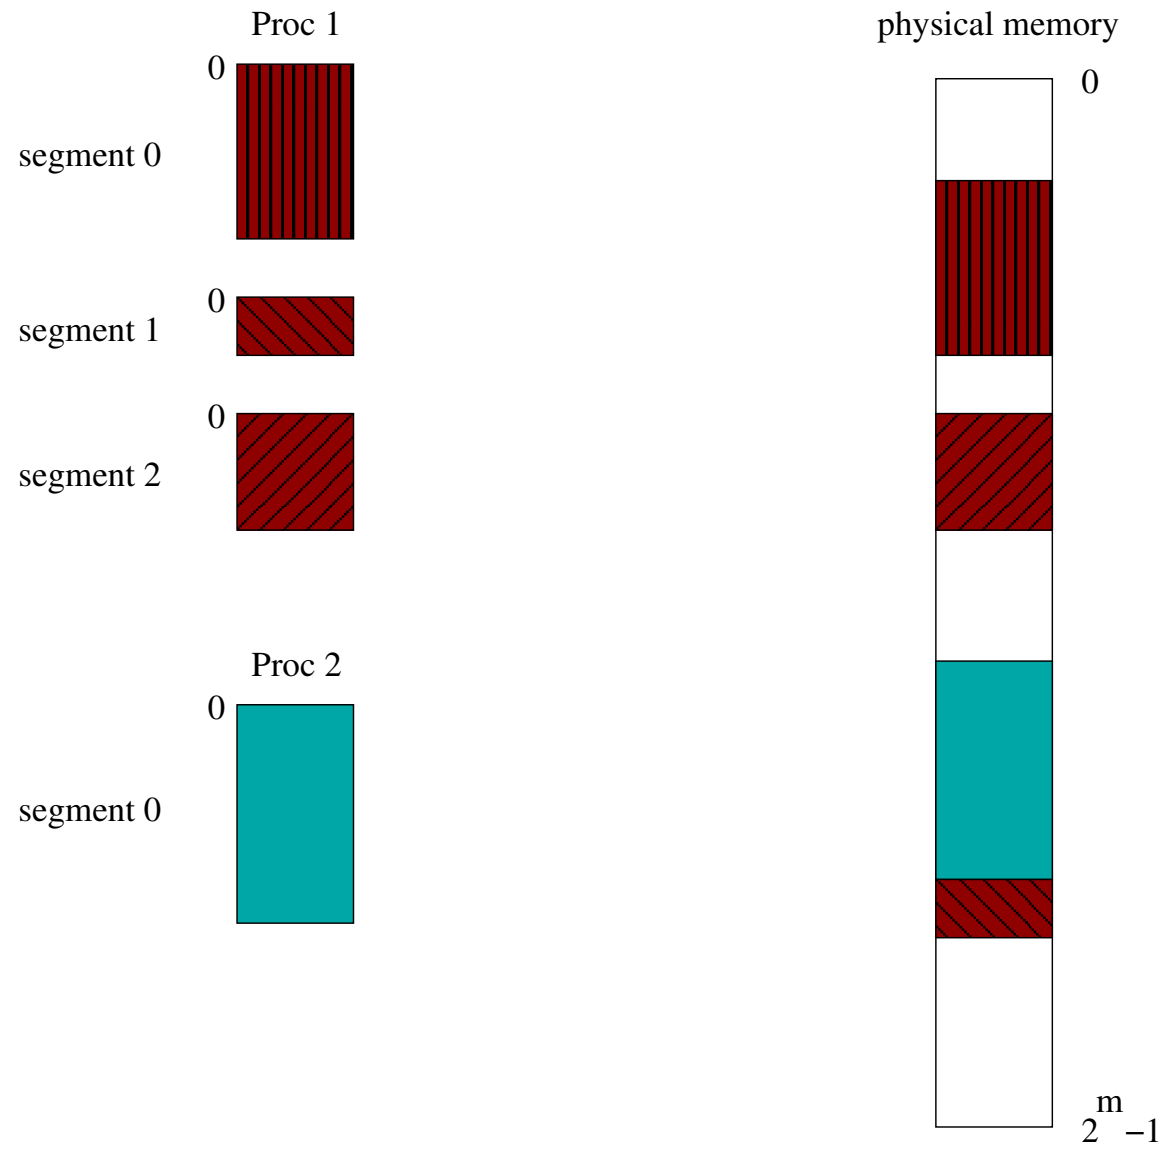 Proc 1
physical memory
0
0
segment 0
0
segment 1
0
segment 2
Proc 2
0
segment 0
2^m −1